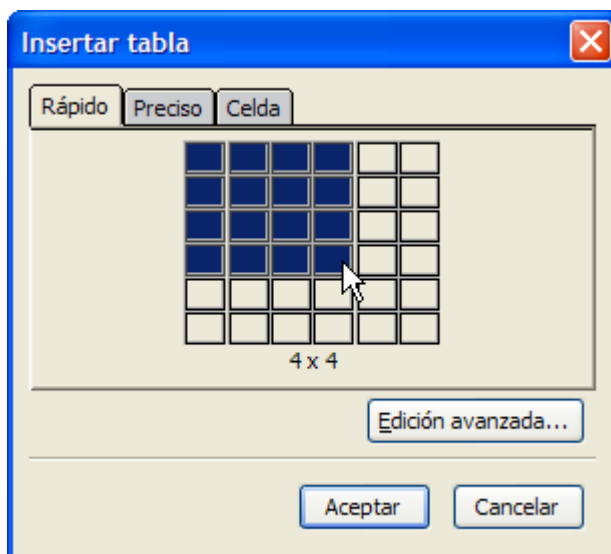 Insertar tabla
Rápido Preciso Celda
4 x 4
Edición avanzada...
Aceptar Cancelar